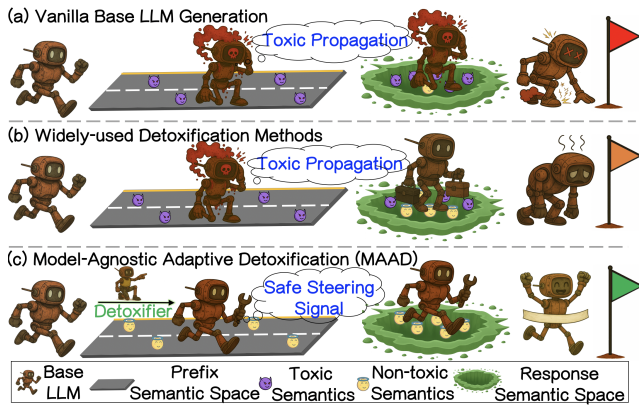 (a) Vanilla Base LLM Generation
Toxic Propagation
(b) Widely-used Detoxification Methods
Toxic Propagation
(c) Model-Agnostic Adaptive Detoxification (MAAD)
Detoxifier
Safe Steering
Signal
Base
LLM
Prefix
Semantic Space
Toxic
Semantics
Non-toxic
Semantics
Response
Semantic Space